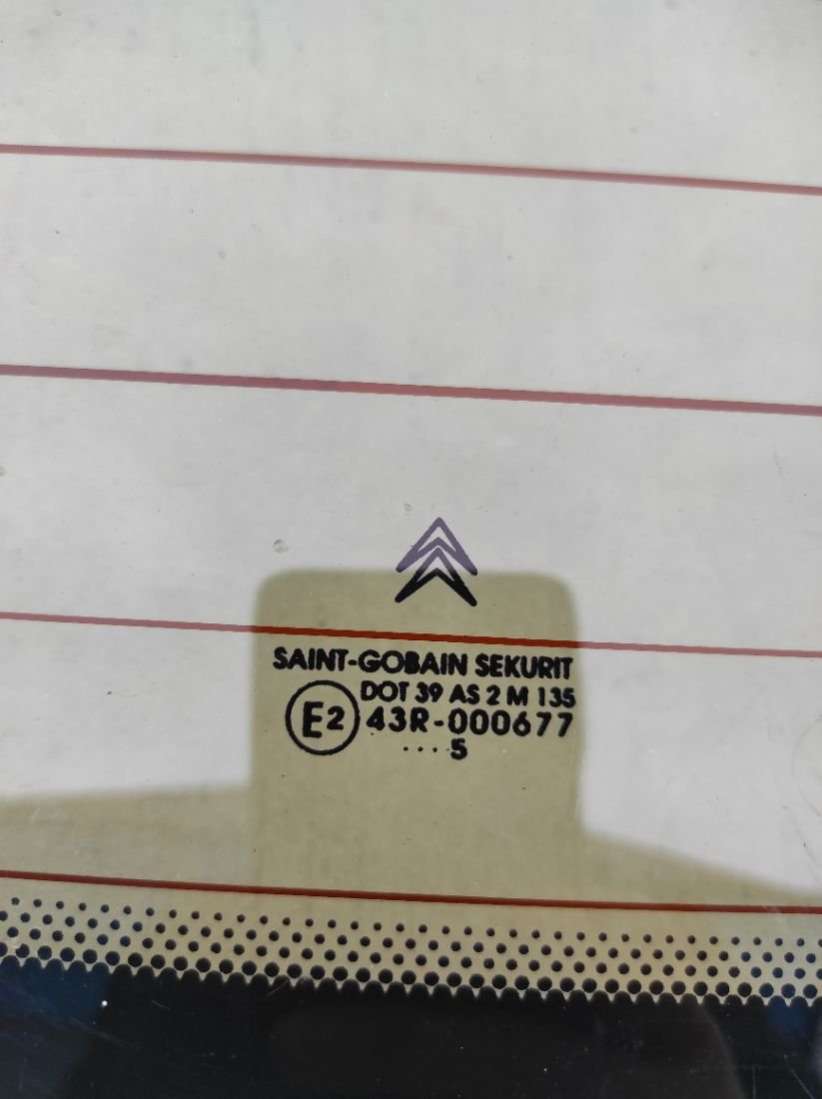 SAINT-GOBAIN SEKURIT
DOT 39 AS 2 M 135
E2 43R-000677
....5